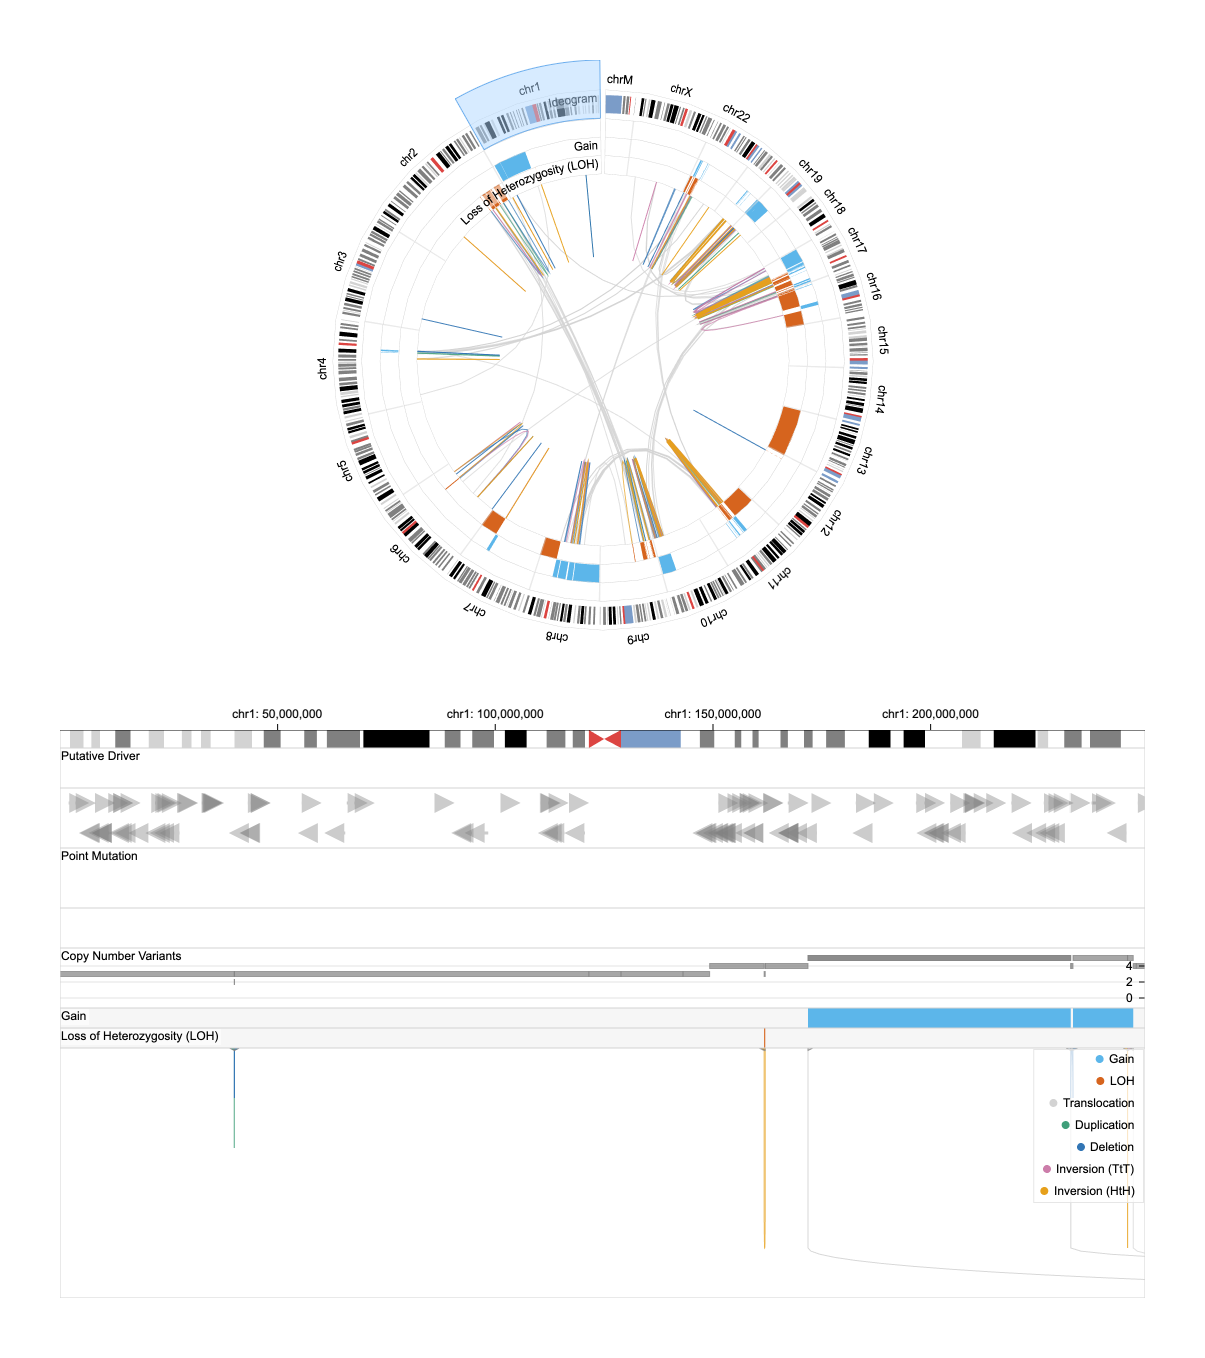 chr1
Ideogram
chrM
chrX
chr22
chr19
chr18
chr17
chr16
chr15
chr14
chr13
chr12
chr11
chr10
chr9
chr8
chr7
chr6
chr5
chr4
chr3
chr2
Gain
Loss of Heterozygosity (LOH)
chr1: 50,000,000
chr1: 100,000,000
chr1: 150,000,000
chr1: 200,000,000
Putative Driver
Point Mutation
Copy Number Variants
4
2
0
Gain
Loss of Heterozygosity (LOH)
Gain
LOH
Translocation
Duplication
Deletion
Inversion (TtT)
Inversion (HtH)